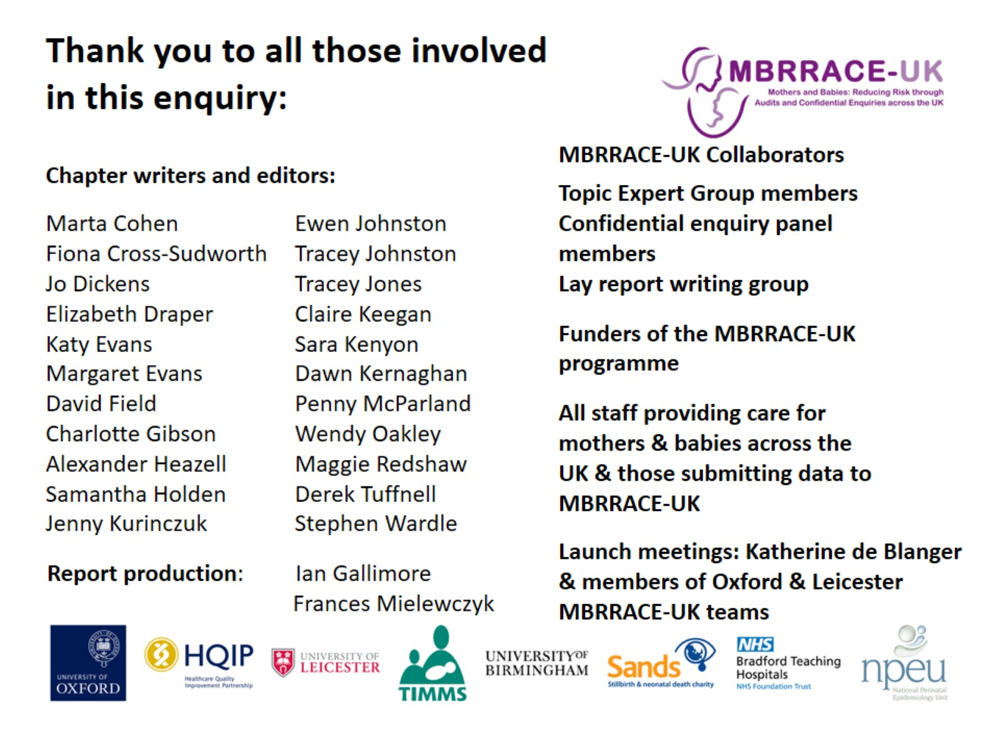 Thank you to all those involved
in this enquiry:
MBRRACE-UK
Mothers and Babies: Reducing Risk through
Audits and Confidential Enquiries across the UK
Chapter writers and editors:
Marta Cohen
Fiona Cross-Sudworth
Jo Dickens
Elizabeth Draper
Katy Evans
Margaret Evans
David Field
Charlotte Gibson
Alexander Heazell
Samantha Holden
Jenny Kurinczuk
Ewen Johnston
Tracey Johnston
Tracey Jones
Claire Keegan
Sara Kenyon
Dawn Kernaghan
Penny McParland
Wendy Oakley
Maggie Redshaw
Derek Tuffnell
Stephen Wardle
Report production:
Ian Gallimore
Frances Mielewczyk
MBRRACE-UK Collaborators
Topic Expert Group members
Confidential enquiry panel
members
Lay report writing group
Funders of the MBRRACE-UK
programme
All staff providing care for
mothers & babies across the
UK & those submitting data to
MBRRACE-UK
Launch meetings: Katherine de Blanger
& members of Oxford & Leicester
MBRRACE-UK teams
UNIVERSITY OF
OXFORD
HQIP
Healthcare Quality
Improvement Partnership
UNIVERSITY OF
LEICESTER
TIMMS
UNIVERSITY OF
BIRMINGHAM
Sands
Stillbirth & neonatal death charity
NHS
Bradford Teaching
Hospitals
NHS Foundation Trust
npeu
National Perinatal
Epidemiology Unit